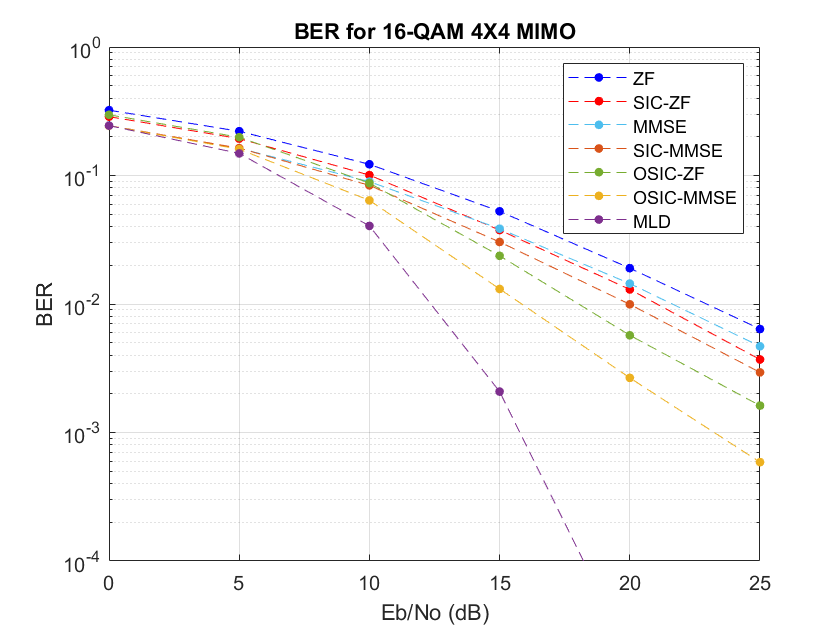 BER for 16-QAM 4X4 MIMO
10^0
10^-1
10^-2
10^-3
10^-4
BER
ZF
SIC-ZF
MMSE
SIC-MMSE
OSIC-ZF
OSIC-MMSE
MLD
0 5 10 15 20 25
Eb/No (dB)